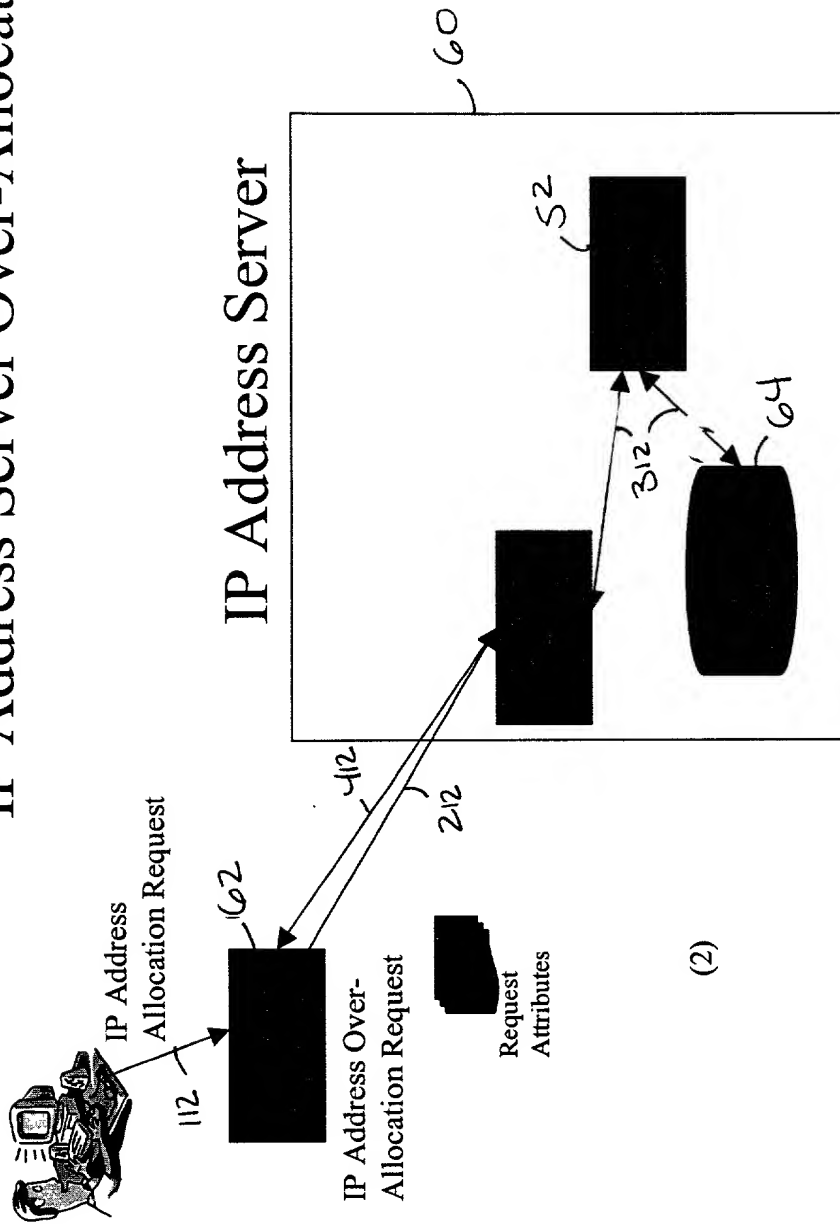 IP Address Server Over-Allocat
IP Address Server
60
52
312
64
412
212
IP Address
Allocation Request
112
162
IP Address Over-
Allocation Request
Request
Attributes
(2)